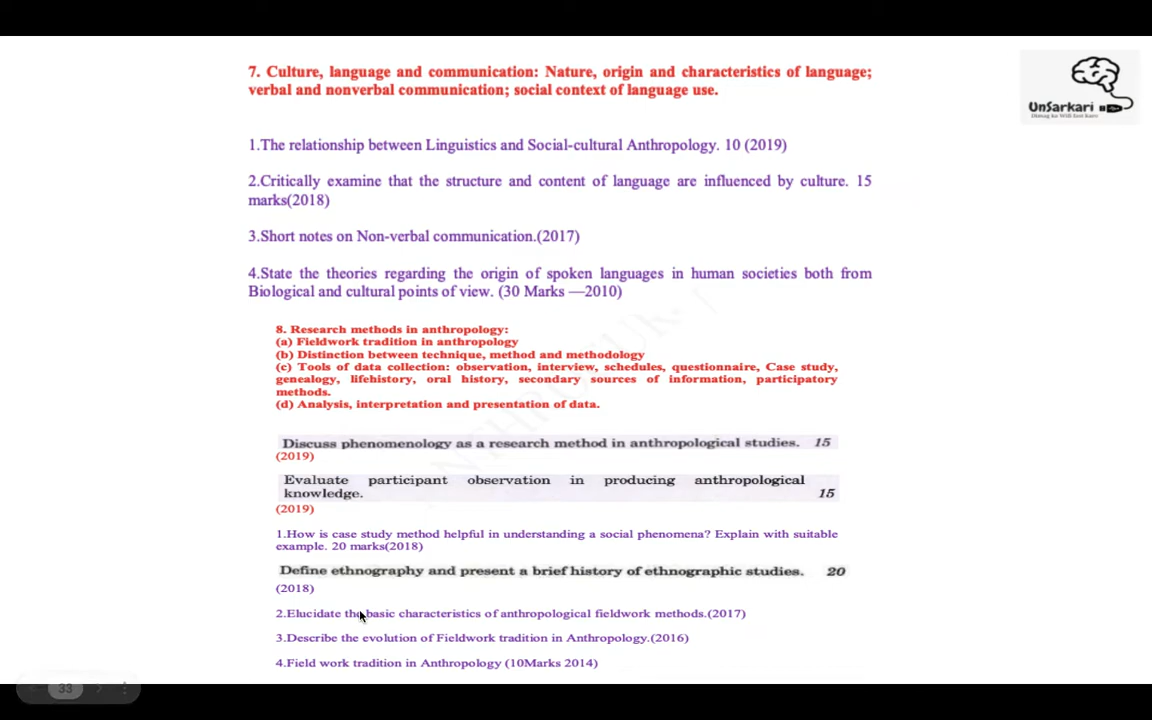 7. Culture, language and communication: Nature, origin and characteristics of language;
verbal and nonverbal communication; social context of language use.
UnSarkari
Dimag ka Will Text Karv
1.The relationship between Linguistics and Social-cultural Anthropology. 10 (2019)
2.Critically examine that the structure and content of language are influenced by culture. 15
marks(2018)
3.Short notes on Non-verbal communication.(2017)
4.State the theories regarding the origin of spoken languages in human societies both from
Biological and cultural points of view. (30 Marks —2010)
8. Research methods in anthropology:
(a) Fieldwork tradition in anthropology
(b) Distinction between technique, method and methodology
(c) Tools of data collection: observation, interview, schedules, questionnaire, Case study,
genealogy, lifehistory, oral history, secondary sources of information, participatory
methods.
(d) Analysis, interpretation and presentation of data.
Discuss phenomenology as a research method in anthropological studies. 15
(2019)
Evaluate participant observation in producing anthropological
knowledge. 15
(2019)
1.How is case study method helpful in understanding a social phenomena? Explain with suitable
example. 20 marks(2018)
Define ethnography and present a brief history of ethnographic studies. 20
(2018)
2.Elucidate the basic characteristics of anthropological fieldwork methods.(2017)
3.Describe the evolution of Fieldwork tradition in Anthropology.(2016)
4.Field work tradition in Anthropology (10Marks 2014)
33